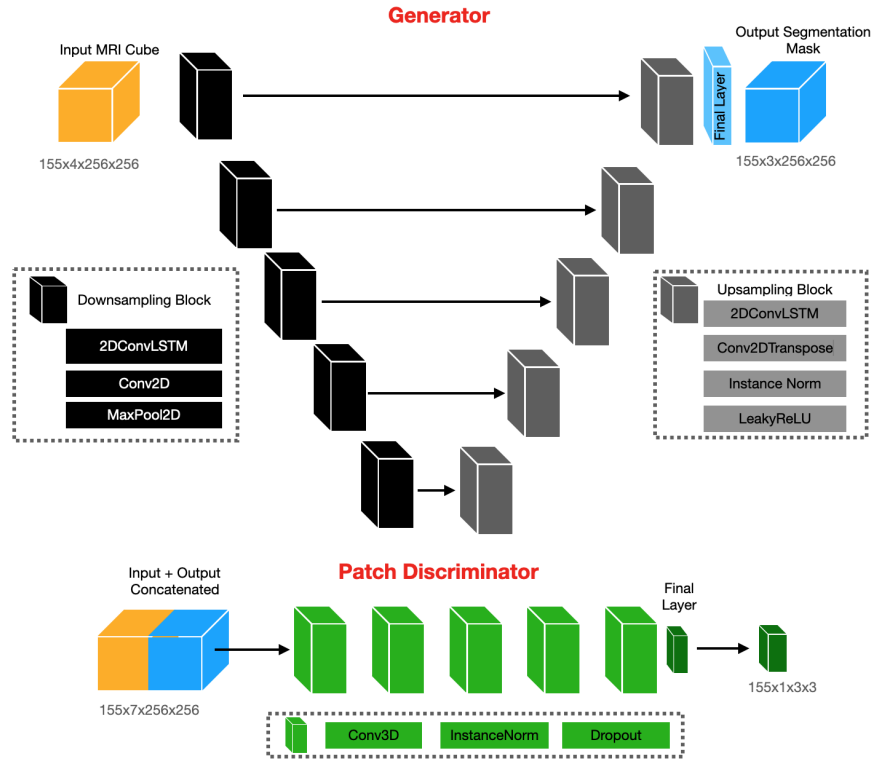 Generator
Input MRI Cube
Output Segmentation
Mask
Final Layer
155x4x256x256
155x3x256x256
Downsampling Block
2DConvLSTM
Conv2D
MaxPool2D
Upsampling Block
2DConvLSTM
Conv2DTranspose
Instance Norm
LeakyReLU
Patch Discriminator
Input + Output
Concatenated
Final
Layer
155x7x256x256
155x1x3x3
Conv3D
InstanceNorm
Dropout